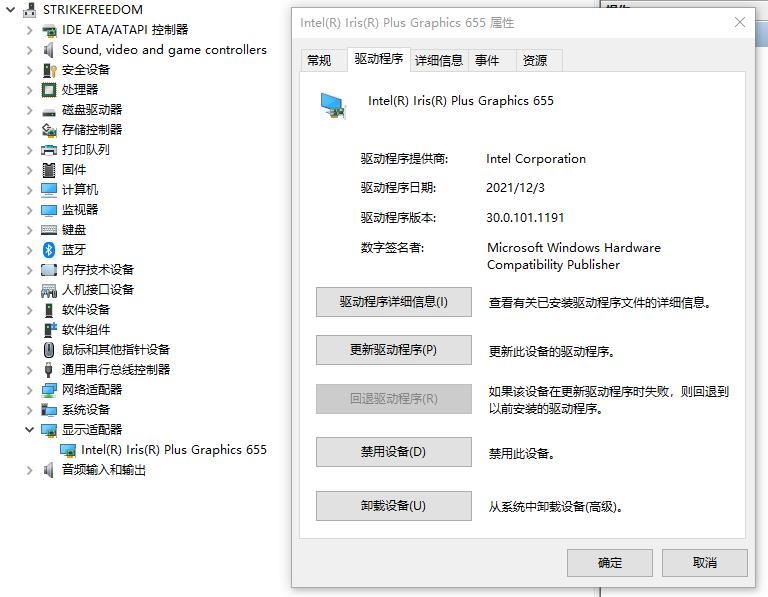 STRIKEFREEDOM
IDE ATA/ATAPI 控制器
Sound, video and game controllers
安全设备
处理器
磁盘驱动器
存储控制器
打印队列
固件
计算机
监视器
键盘
蓝牙
内存技术设备
人机接口设备
软件设备
软件组件
鼠标和其他指针设备
通用串行总线控制器
网络适配器
系统设备
显示适配器
Intel(R) Iris(R) Plus Graphics 655
音频输入和输出
Intel(R) Iris(R) Plus Graphics 655 属性
常规 驱动程序 详细信息 事件 资源
Intel(R) Iris(R) Plus Graphics 655
驱动程序提供商: Intel Corporation
驱动程序日期: 2021/12/3
驱动程序版本: 30.0.101.1191
数字签名者: Microsoft Windows Hardware
Compatibility Publisher
驱动程序详细信息(I) 查看有关已安装驱动程序文件的详细信息。
更新驱动程序(P) 更新此设备的驱动程序。
回退驱动程序(R) 如果该设备在更新驱动程序时失败，则回退到
以前安装的驱动程序。
禁用设备(D) 禁用此设备。
卸载设备(U) 从系统中卸载设备(高级)。
确定 取消